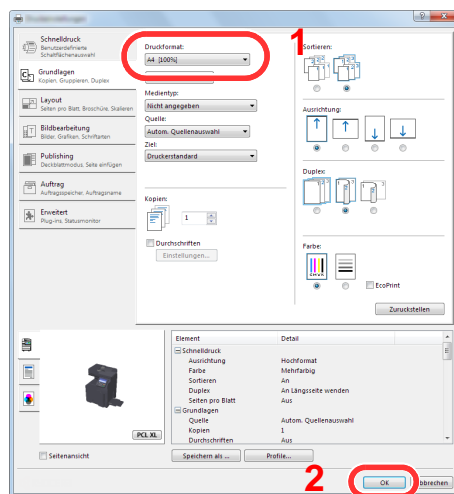 Schnelldruck
Benutzerdefinierte
Schaltflächenauswahl
Grundlagen
Kopien, Gruppieren, Duplex
Layout
Seiten pro Blatt, Broschüre, Skalieren
Bildbearbeitung
Bilder, Grafiken, Schriftarten
Publishing
Deckblattmodus, Seite einfügen
Auftrag
Auftragsspeicher, Auftragsname
Erweitert
Plug-ins, Statusmonitor
Druckformat:
A4 [100%]
Medientyp:
Nicht angegeben
Quelle:
Autom. Quellenauswahl
Ziel:
Druckerstandard
Kopien:
1
Durchschriften
Einstellungen...
1
Sortieren:
Ausrichtung:
Duplex:
Farbe:
CMYK
EcoPrint
Zurückstellen
PCL XL
Seitenansicht
Element Detail
Schnelldruck
Ausrichtung Hochformat
Farbe Mehrfarbig
Sortieren An
Duplex An Längsseite wenden
Seiten pro Blatt Aus
Grundlagen
Quelle Autom. Quellenauswahl
Kopien 1
Durchschriften Aus
Speichern als ... Profile...
2
OK